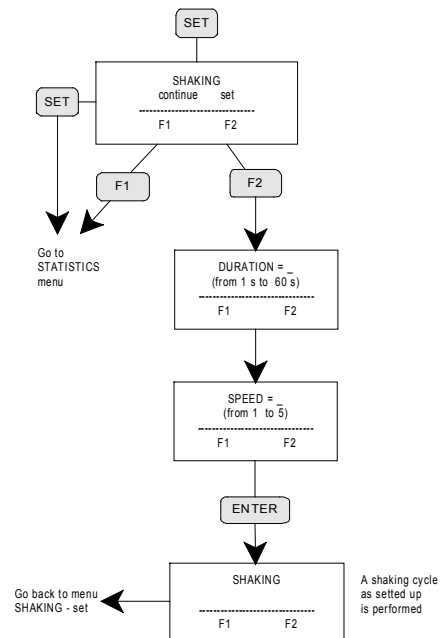 SET
SHAKING
continue set
SET
-----------------------------------
F1 F2
F1
F2
Go to
STATISTICS
menu
DURATION = _
(from 1 s to 60 s)
-----------------------------------
F1 F2
SPEED = _
(from 1 to 5)
-----------------------------------
F1 F2
ENTER
SHAKING
Go back to menu
SHAKING - set
-----------------------------------
F1 F2
A shaking cycle
as setted up
is performed